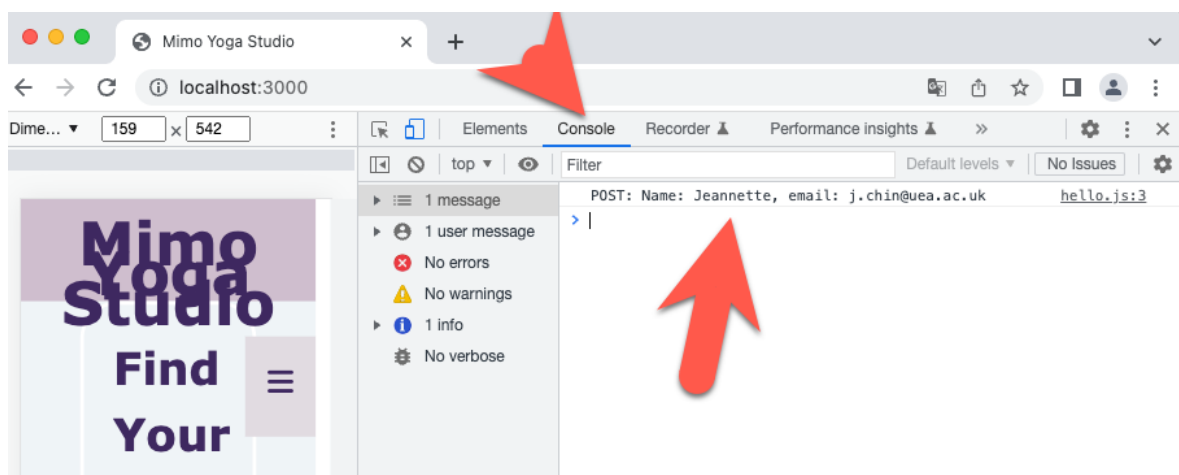 Mimo Yoga Studio
localhost:3000
Dime... 159 x 542
Elements Console Recorder Performance insights
top Filter Default levels No Issues
1 message
POST: Name: Jeannette, email: j.chin@uea.ac.uk hello.js:3
>
1 user message
No errors
No warnings
1 info
No verbose
Mimo
Yoga
Studio
Find
Your